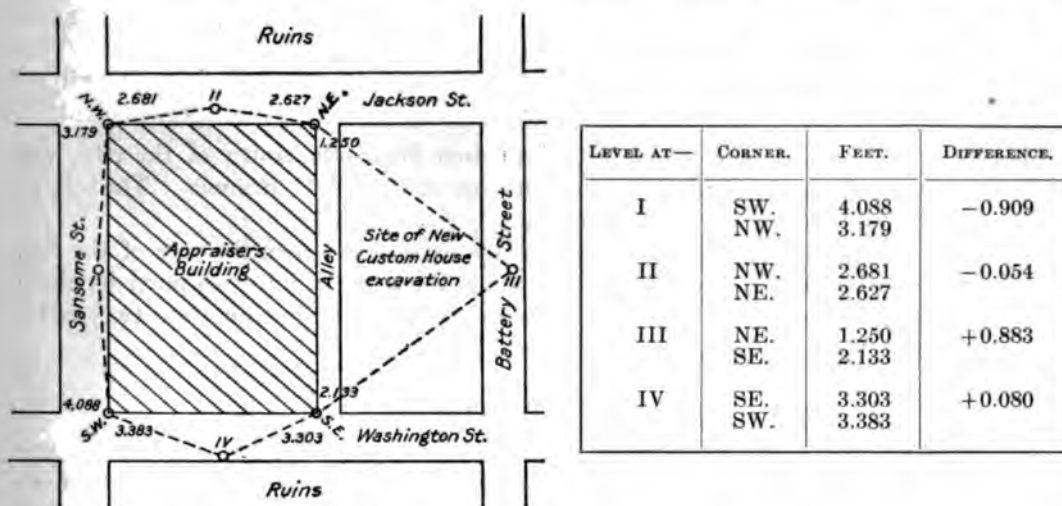 Ruins
N.W.
2.681
II
2.627
N.E.
Jackson St.
3.179
1.250
Sansome St.
I
Appraisers
Building
Alley
Site of New
Custom House
excavation
Battery Street
III
4.088
2.133
S.W.
3.383
IV
3.303
S.E.
Washington St.
Ruins
LEVEL AT— CORNER. FEET. DIFFERENCE.
I SW. 4.088 −0.909
NW. 3.179
II NW. 2.681 −0.054
NE. 2.627
III NE. 1.250 +0.883
SE. 2.133
IV SE. 3.303 +0.080
SW. 3.383